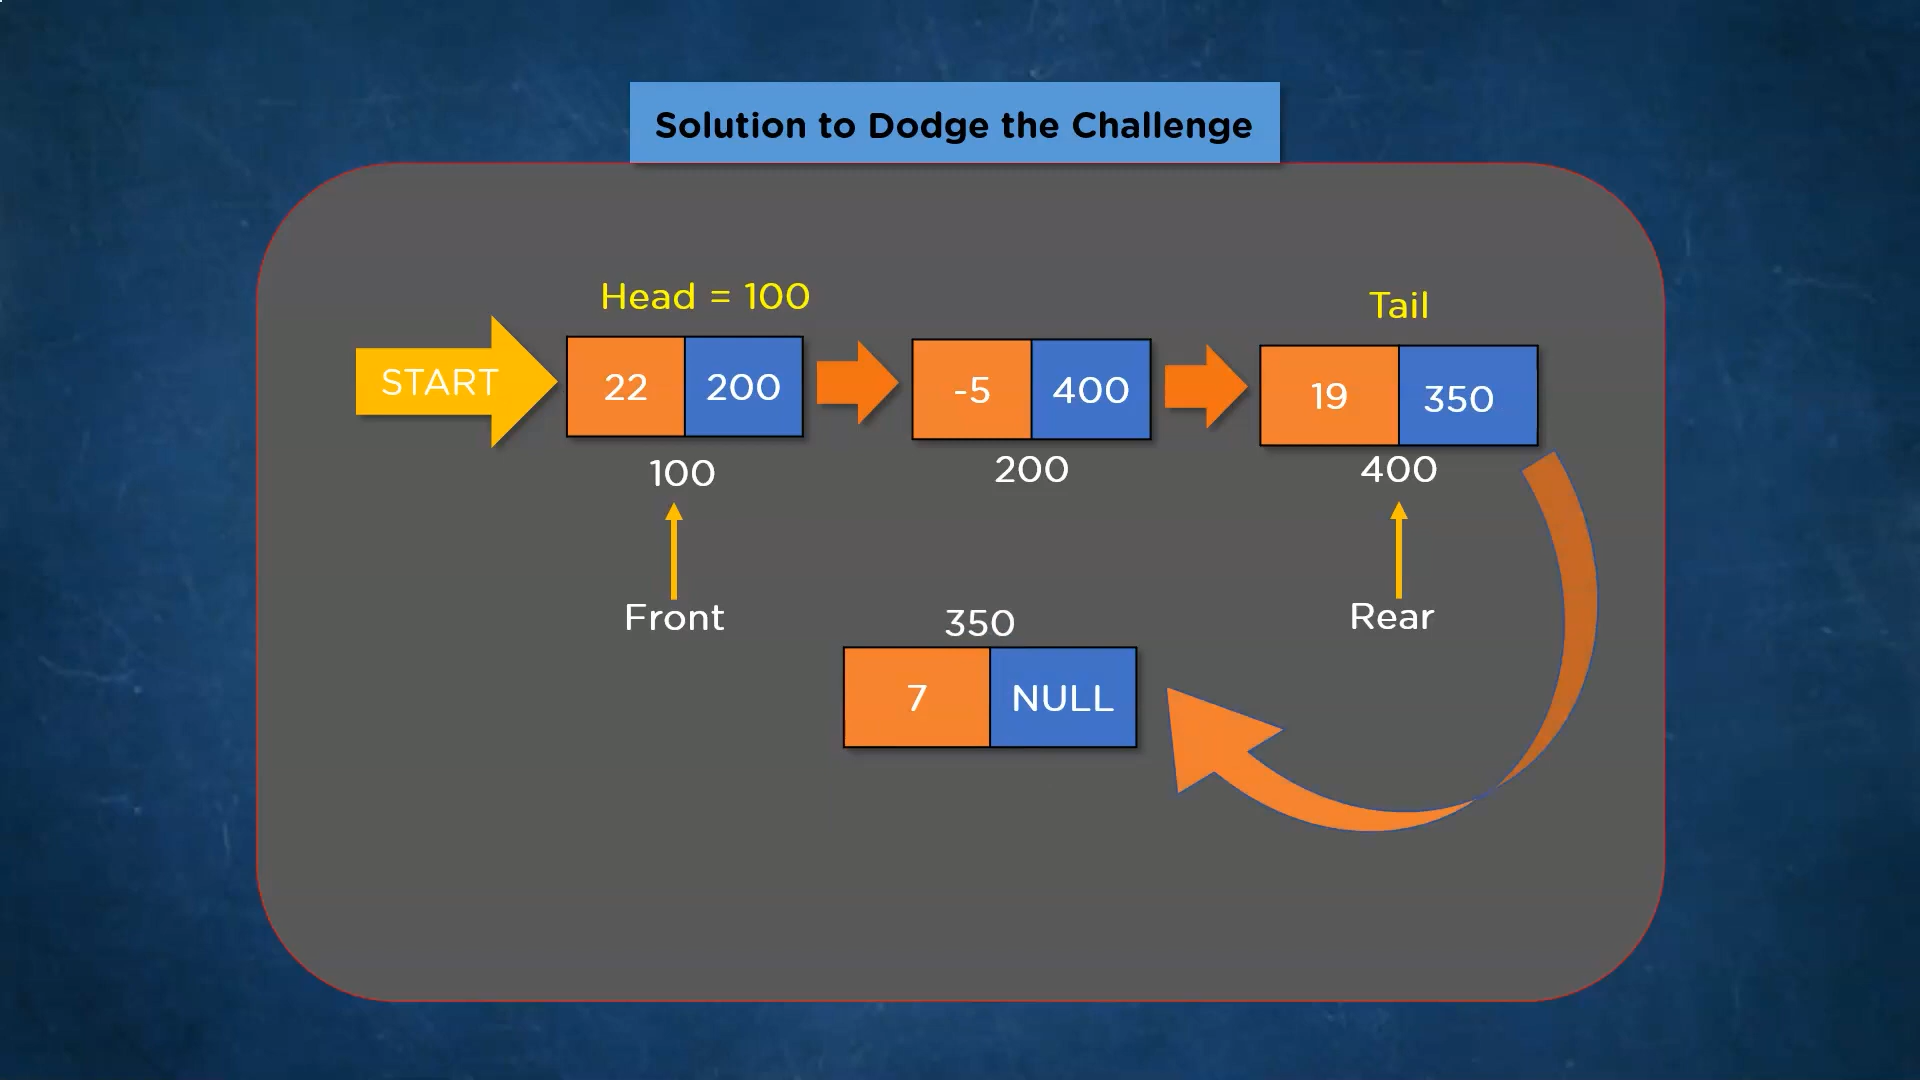 Solution to Dodge the Challenge
Head = 100
Tail
START
22 200
-5 400
19 350
100
200
400
Front
Rear
350
7 NULL